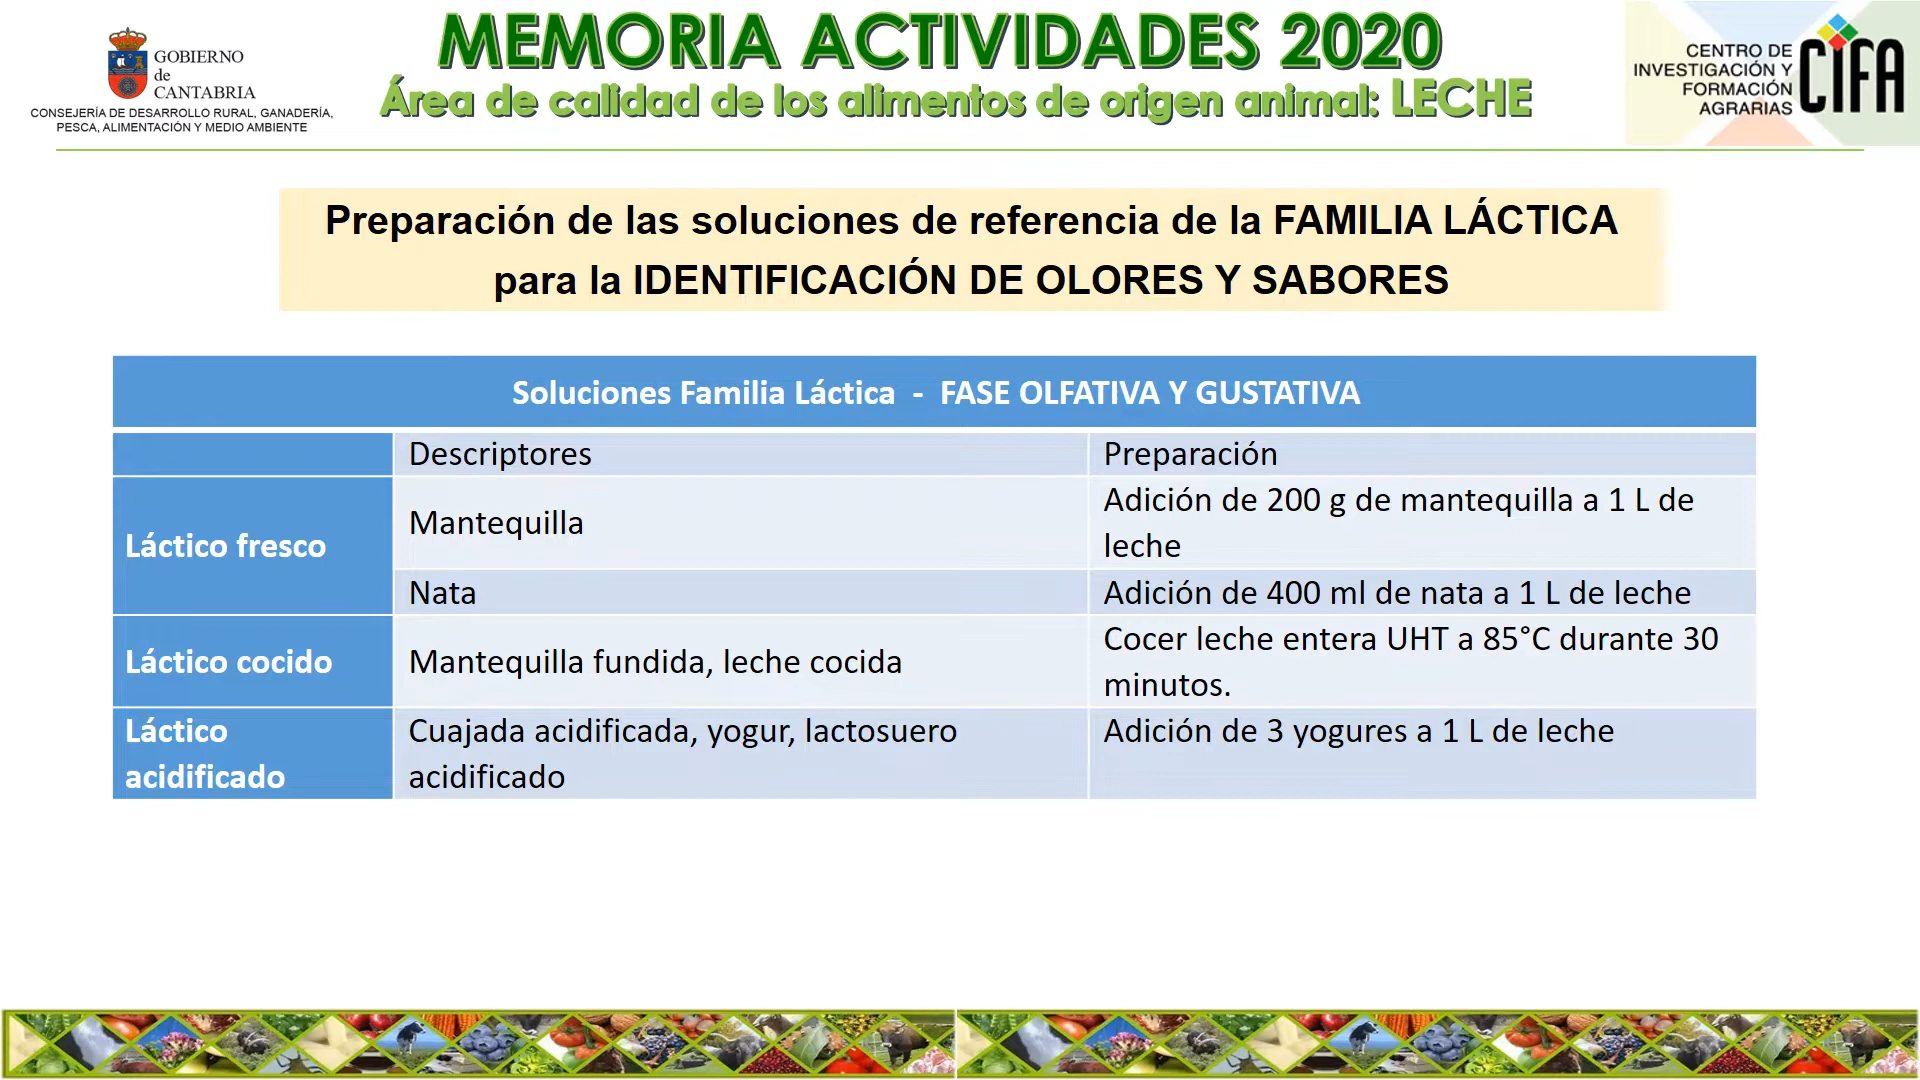 GOBIERNO
de
CANTABRIA
CONSEJERÍA DE DESARROLLO RURAL, GANADERÍA,
PESCA, ALIMENTACIÓN Y MEDIO AMBIENTE
MEMORIA ACTIVIDADES 2020
Área de calidad de los alimentos de origen animal: LECHE
CENTRO DE
INVESTIGACIÓN Y
FORMACIÓN
AGRARIAS
CIFA
Preparación de las soluciones de referencia de la FAMILIA LÁCTICA
para la IDENTIFICACIÓN DE OLORES Y SABORES
Soluciones Familia Láctica - FASE OLFATIVA Y GUSTATIVA
Descriptores
Preparación
Láctico fresco
Mantequilla
Adición de 200 g de mantequilla a 1 L de
leche
Nata
Adición de 400 ml de nata a 1 L de leche
Láctico cocido
Mantequilla fundida, leche cocida
Cocer leche entera UHT a 85°C durante 30
minutos.
Láctico
acidificado
Cuajada acidificada, yogur, lactosuero
acidificado
Adición de 3 yogures a 1 L de leche